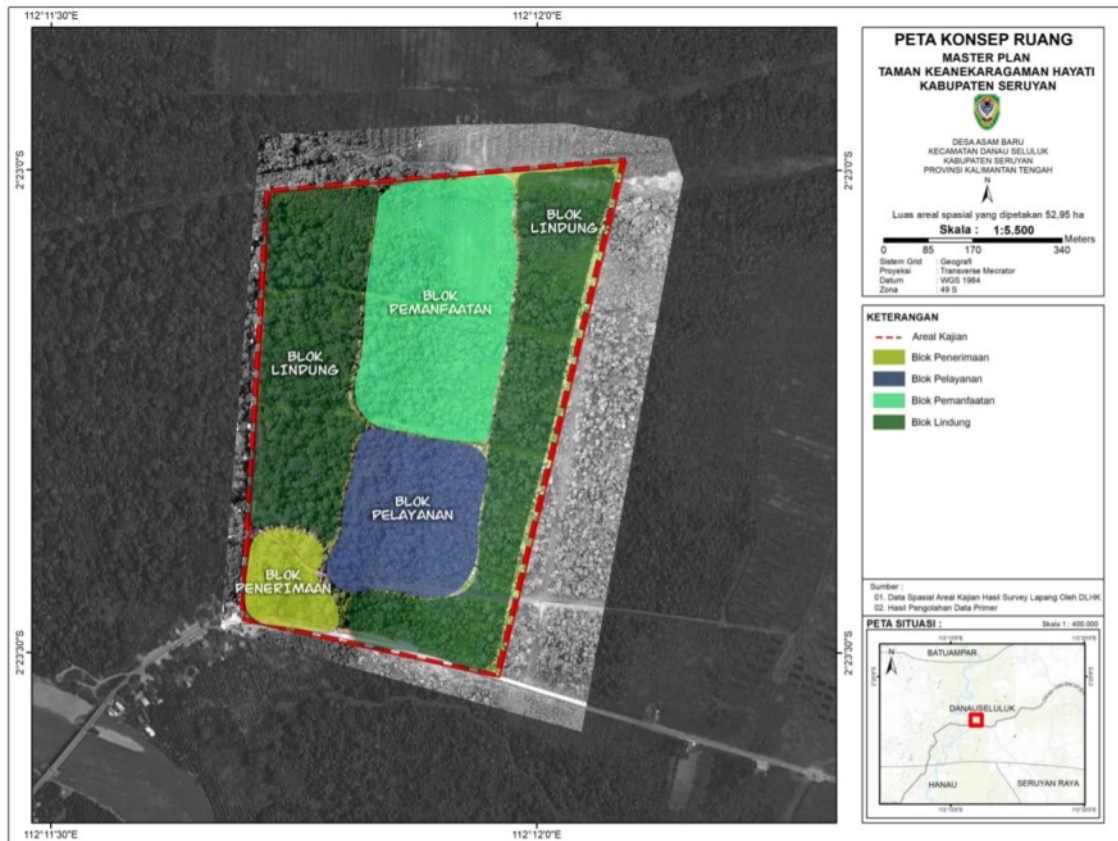 112°11'30"E
112°12'0"E
2°23'0"S
2°23'30"S
BLOK
LINDUNG
BLOK
PEMANFAATAN
BLOK
LINDUNG
BLOK
PELAYANAN
BLOK
PENERIMAAN
2°23'0"S
2°23'30"S
112°11'30"E
112°12'0"E
PETA KONSEP RUANG
MASTER PLAN
TAMAN KEANEKARAGAMAN HAYATI
KABUPATEN SERUYAN
DESA ASAM BARU
KECAMATAN DANAU SELULUK
KABUPATEN SERUYAN
PROVINSI KALIMANTAN TENGAH
N
Luas areal spasial yang dipetakan 52,95 ha
Skala : 1:5.500
Meters
0 85 170 340
Sistem Grid : Geografi
Proyeksi : Transverse Mecrator
Datum : WGS 1984
Zona : 49 S
KETERANGAN
Areal Kajian
Blok Penerimaan
Blok Pelayanan
Blok Pemanfaatan
Blok Lindung
Sumber :
01. Data Spasial Areal Kajian Hasil Survey Lapang Oleh DLHK
02. Hasil Pengolahan Data Primer
PETA SITUASI : Skala 1 : 400.000
N
BATUAMPAR
DANAUSELULUK
HANAU
SERUYAN RAYA